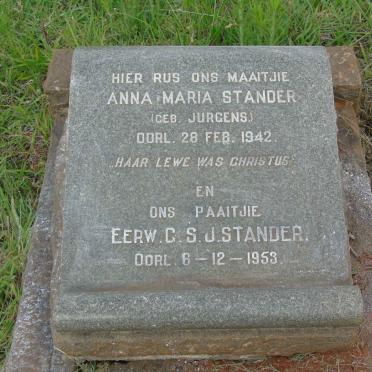 HIER RUS ONS MAAITJIE
ANNA MARIA STANDER
(GEB. JURGENS)
OORL. 28 FEB. 1942.
„HAAR LEWE WAS CHRISTUS"
EN
ONS PAAITJIE
EERW. C. S. J. STANDER.
OORL. 6 – 12 – 1953.